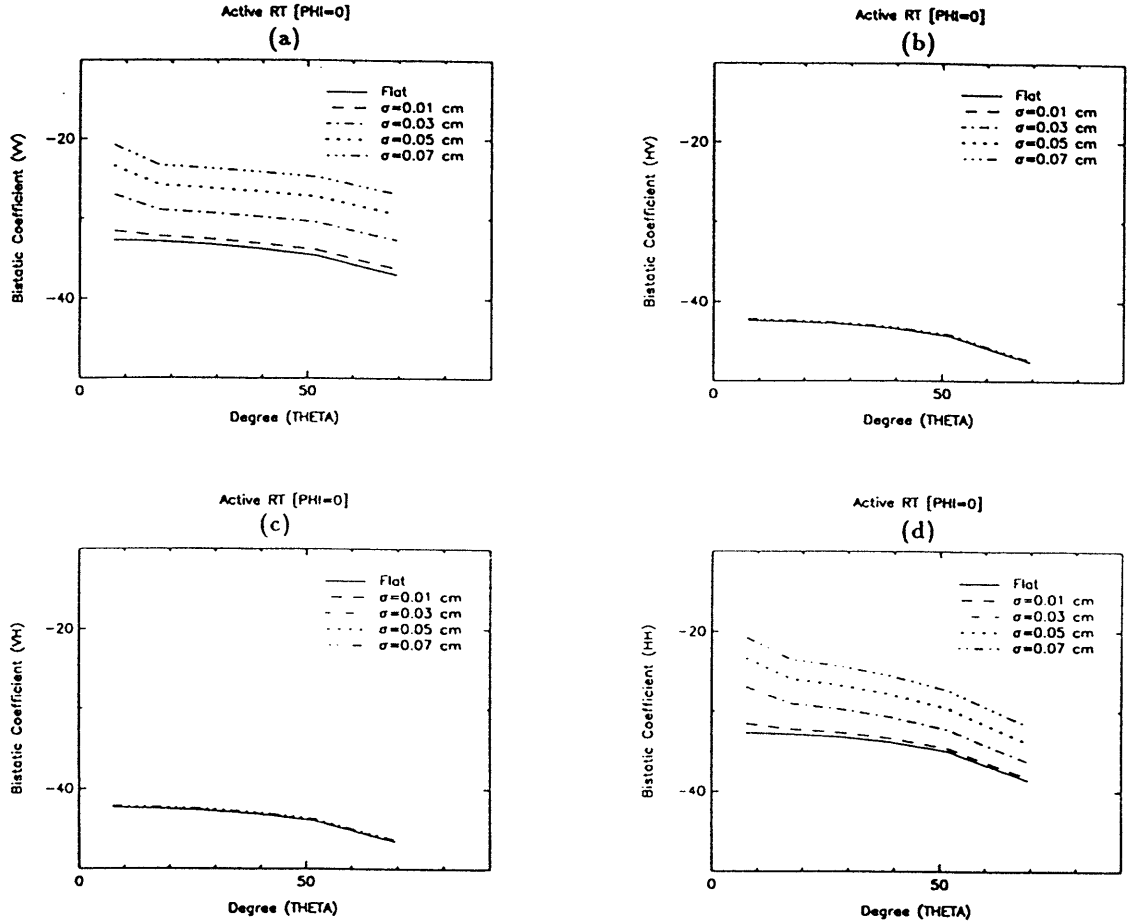 Active RT [PHI=0]
(a)
Flat
σ=0.01 cm
σ=0.03 cm
σ=0.05 cm
σ=0.07 cm
Bistatic Coefficient (VV)
-20
-40
0
50
Degree (THETA)
Active RT [PHI=0]
(b)
Flat
σ=0.01 cm
σ=0.03 cm
σ=0.05 cm
σ=0.07 cm
Bistatic Coefficient (HV)
-20
-40
0
50
Degree (THETA)
Active RT [PHI=0]
(c)
Flat
σ=0.01 cm
σ=0.03 cm
σ=0.05 cm
σ=0.07 cm
Bistatic Coefficient (VH)
-20
-40
0
50
Degree (THETA)
Active RT [PHI=0]
(d)
Flat
σ=0.01 cm
σ=0.03 cm
σ=0.05 cm
σ=0.07 cm
Bistatic Coefficient (HH)
-20
-40
0
50
Degree (THETA)